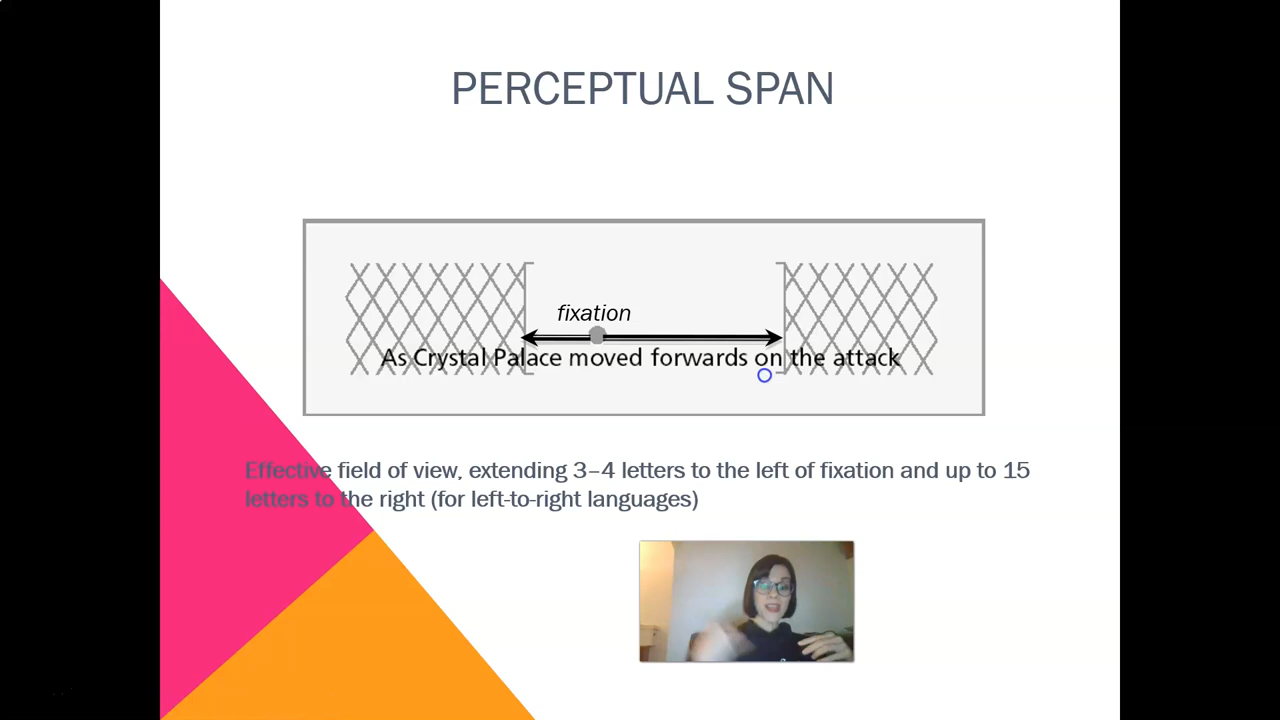 PERCEPTUAL SPAN
fixation
As Crystal Palace moved forwards on the attack
Effective field of view, extending 3–4 letters to the left of fixation and up to 15
letters to the right (for left-to-right languages)